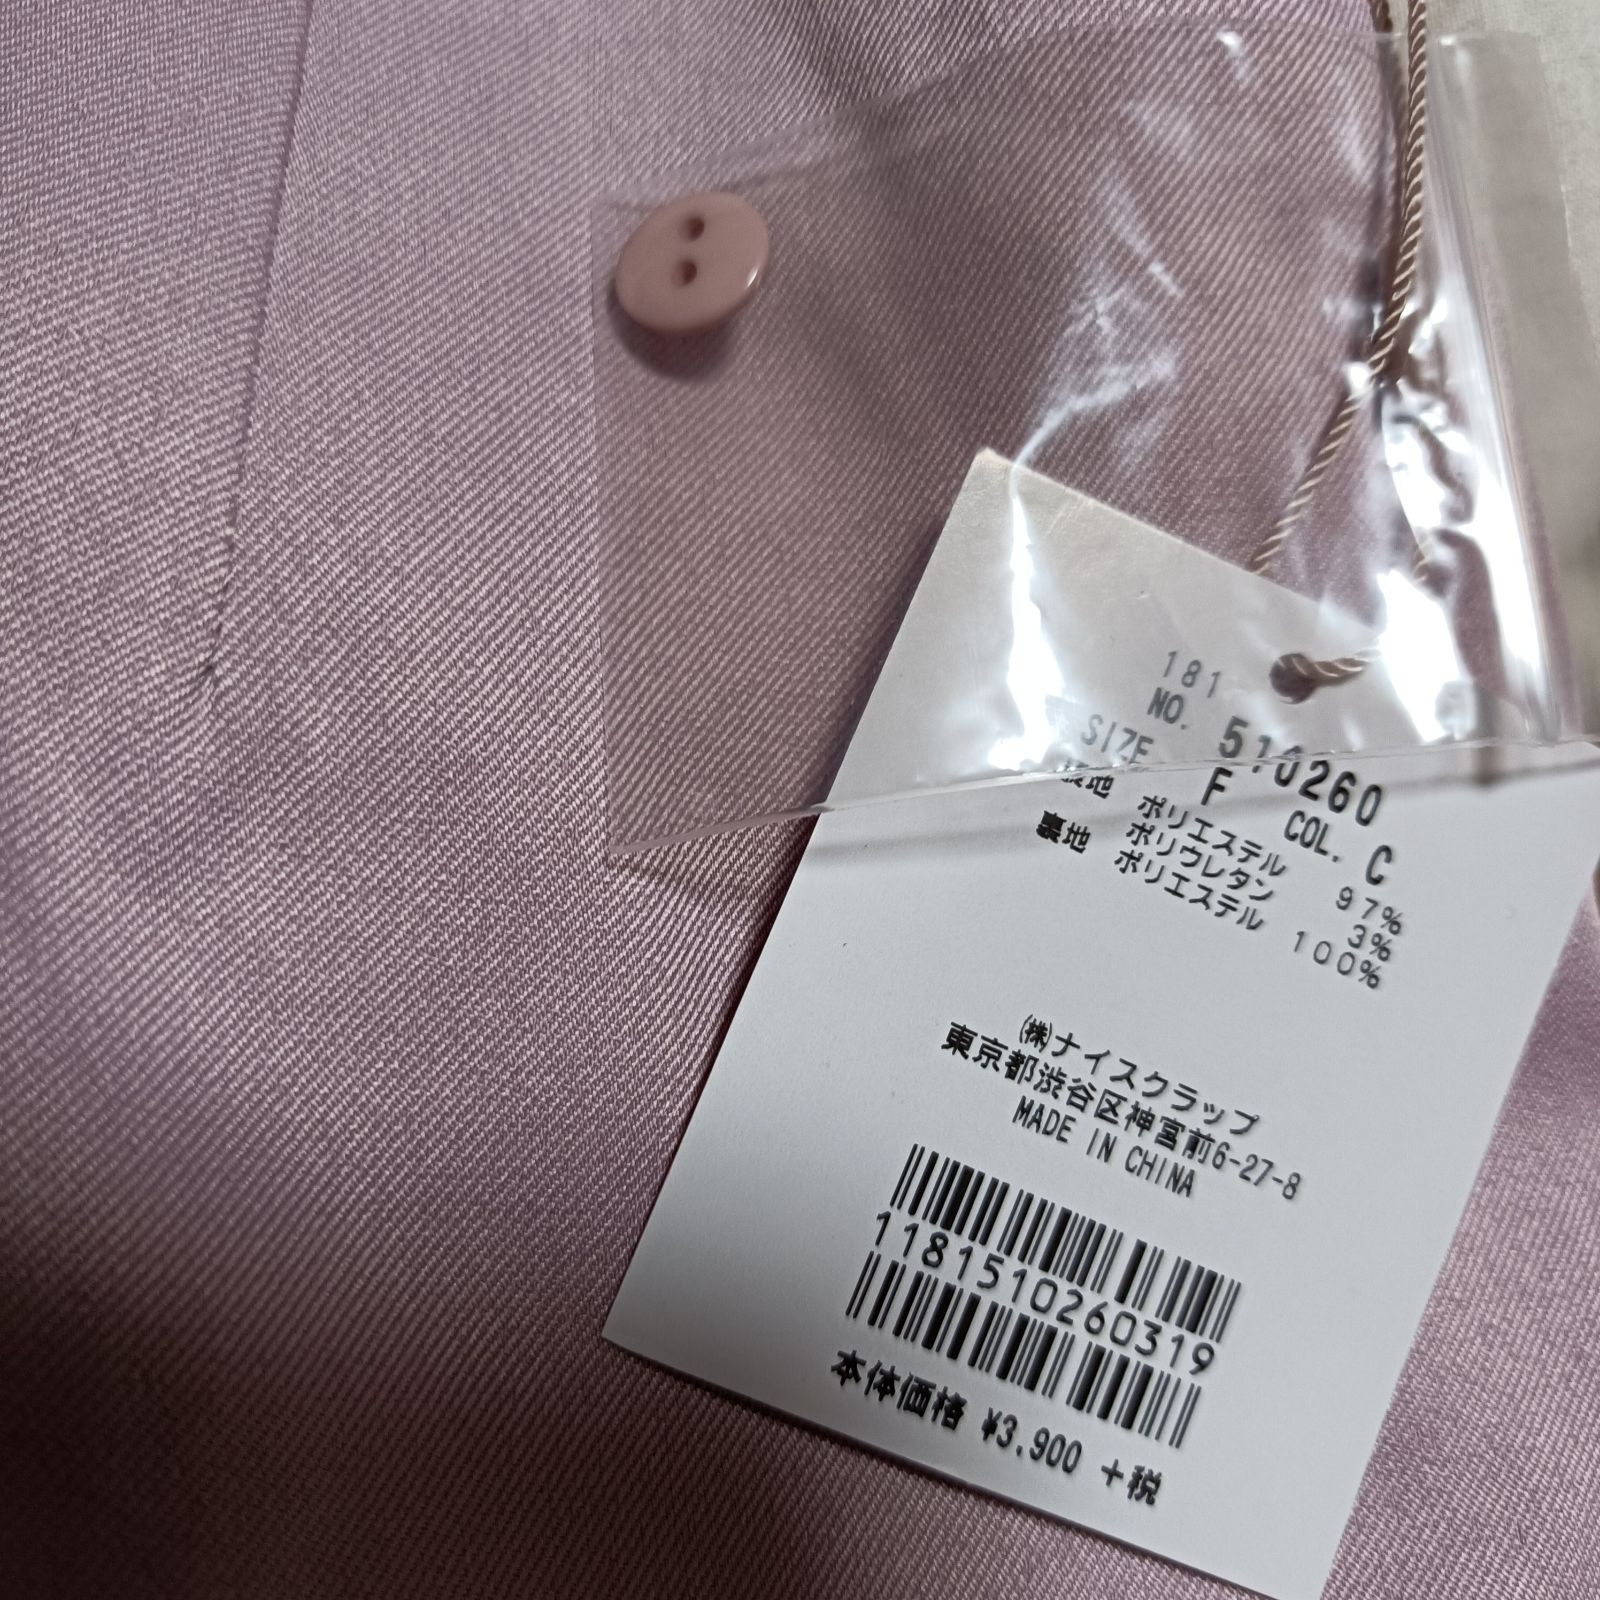 181
NO. 510260
SIZE F COL. C
表地 ポリエステル 97%
ポリウレタン 3%
裏地 ポリエステル 100%
㈱ナイスクラップ
東京都渋谷区神宮前6-27-8
MADE IN CHINA
1181510260319
本体価格 ¥3,900 +税